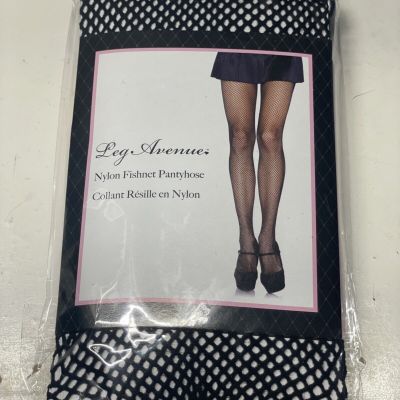 Leg Avenue
Nylon Fishnet Pantyhose
Collant Résille en Nylon